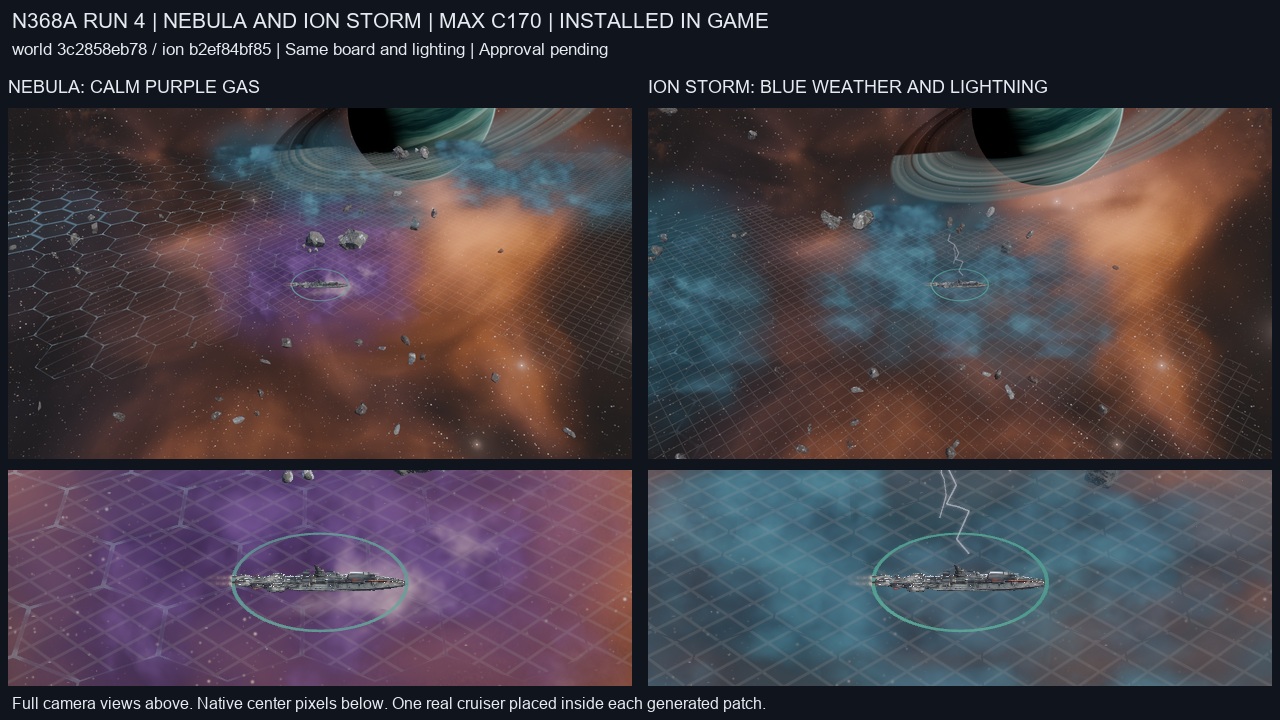 N368A RUN 4 | NEBULA AND ION STORM | MAX C170 | INSTALLED IN GAME
world 3c2858eb78 / ion b2ef84bf85 | Same board and lighting | Approval pending
NEBULA: CALM PURPLE GAS
ION STORM: BLUE WEATHER AND LIGHTNING
Full camera views above. Native center pixels below. One real cruiser placed inside each generated patch.